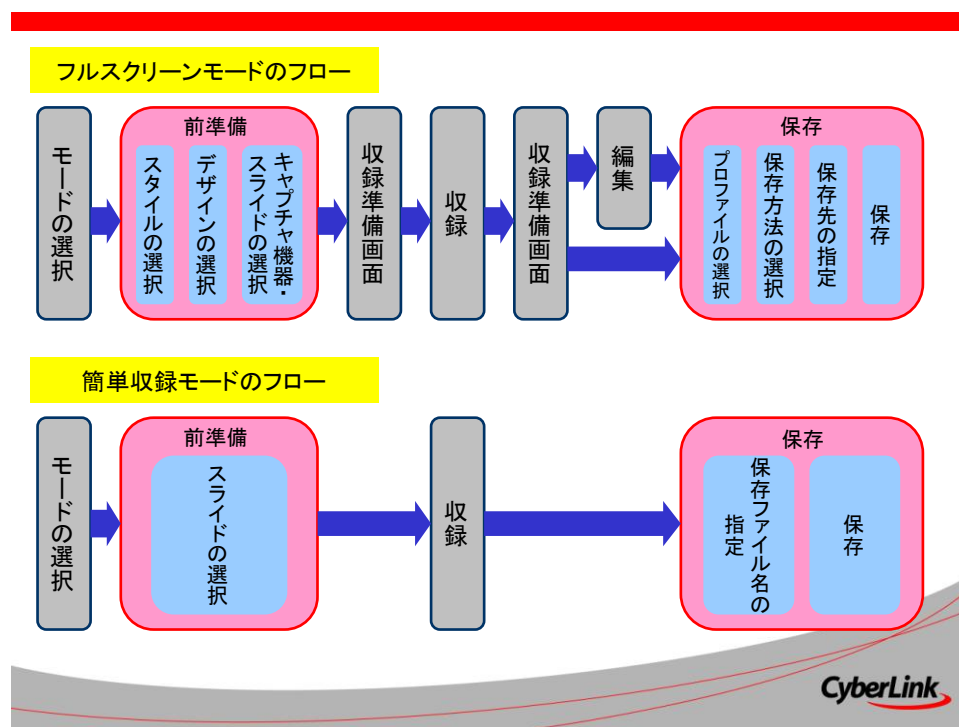 フルスクリーンモードのフロー
モードの選択
前準備
スタイルの選択
デザインの選択
キャプチャ機器・
スライドの選択
収録準備画面
収録
収録準備画面
編集
保存
プロファイルの選択
保存方法の選択
保存先の指定
保存
簡単収録モードのフロー
モードの選択
前準備
スライドの選択
収録
保存
保存ファイル名の
指定
保存
CyberLink